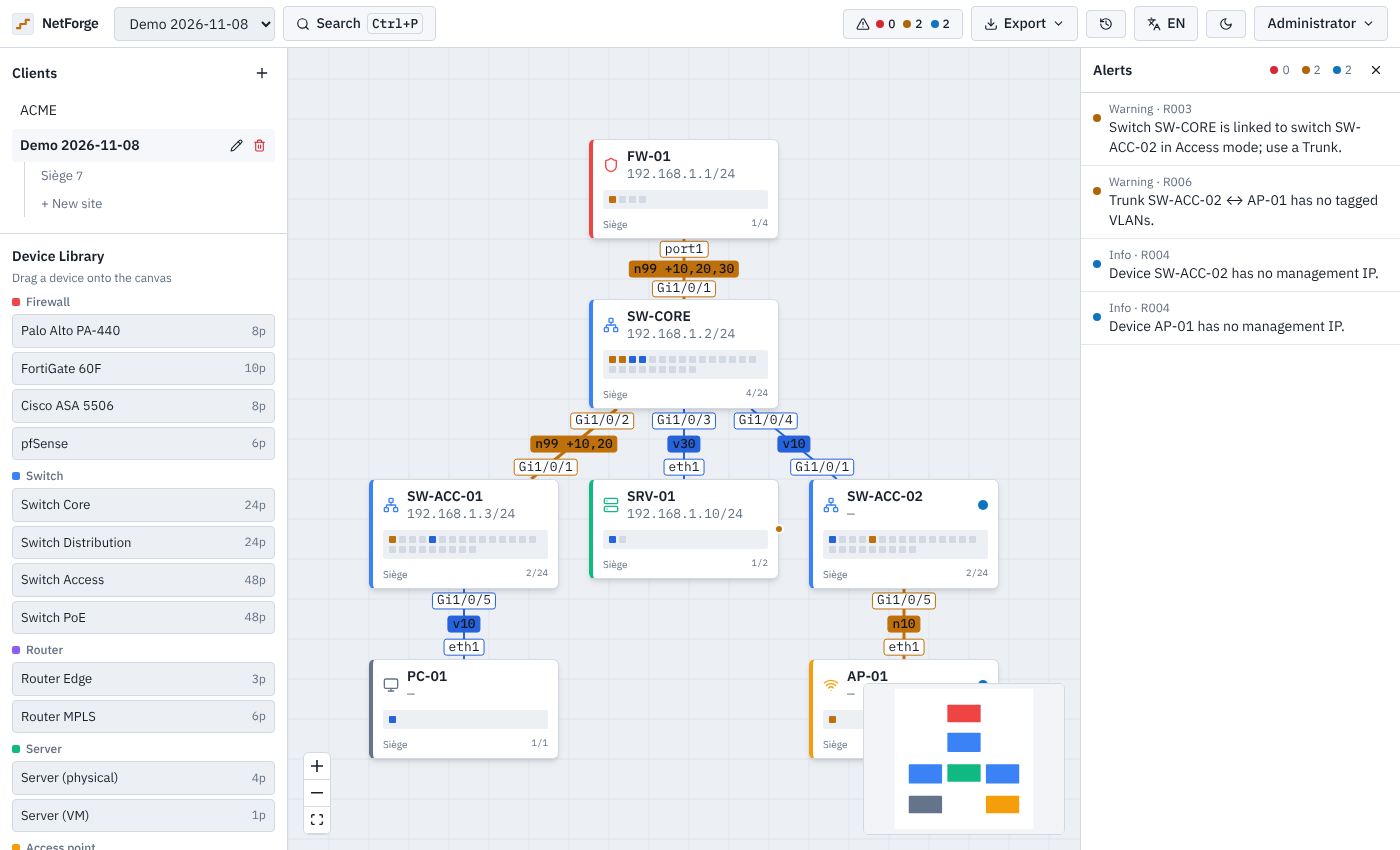 NetForge
Demo 2026-11-08
Search Ctrl+P
0 2 2
Export
EN
Administrator
Clients
ACME
Demo 2026-11-08
Siège 7
+ New site
Device Library
Drag a device onto the canvas
Firewall
Palo Alto PA-440 8p
FortiGate 60F 10p
Cisco ASA 5506 8p
pfSense 6p
Switch
Switch Core 24p
Switch Distribution 24p
Switch Access 48p
Switch PoE 48p
Router
Router Edge 3p
Router MPLS 6p
Server
Server (physical) 4p
Server (VM) 1p
Access point
FW-01
192.168.1.1/24
Siège 1/4
port1
n99 +10,20,30
Gi1/0/1
SW-CORE
192.168.1.2/24
Siège 4/24
Gi1/0/2 Gi1/0/3 Gi1/0/4
n99 +10,20 v30 v10
Gi1/0/1 eth1 Gi1/0/1
SW-ACC-01
192.168.1.3/24
Siège 2/24
SRV-01
192.168.1.10/24
Siège 1/2
SW-ACC-02
—
Siège 2/24
Gi1/0/5
v10
eth1
Gi1/0/5
n10
eth1
PC-01
—
Siège 1/1
AP-01
—
Siège
Alerts 0 2 2
Warning · R003
Switch SW-CORE is linked to switch SW-
ACC-02 in Access mode; use a Trunk.
Warning · R006
Trunk SW-ACC-02 ↔ AP-01 has no tagged
VLANs.
Info · R004
Device SW-ACC-02 has no management IP.
Info · R004
Device AP-01 has no management IP.